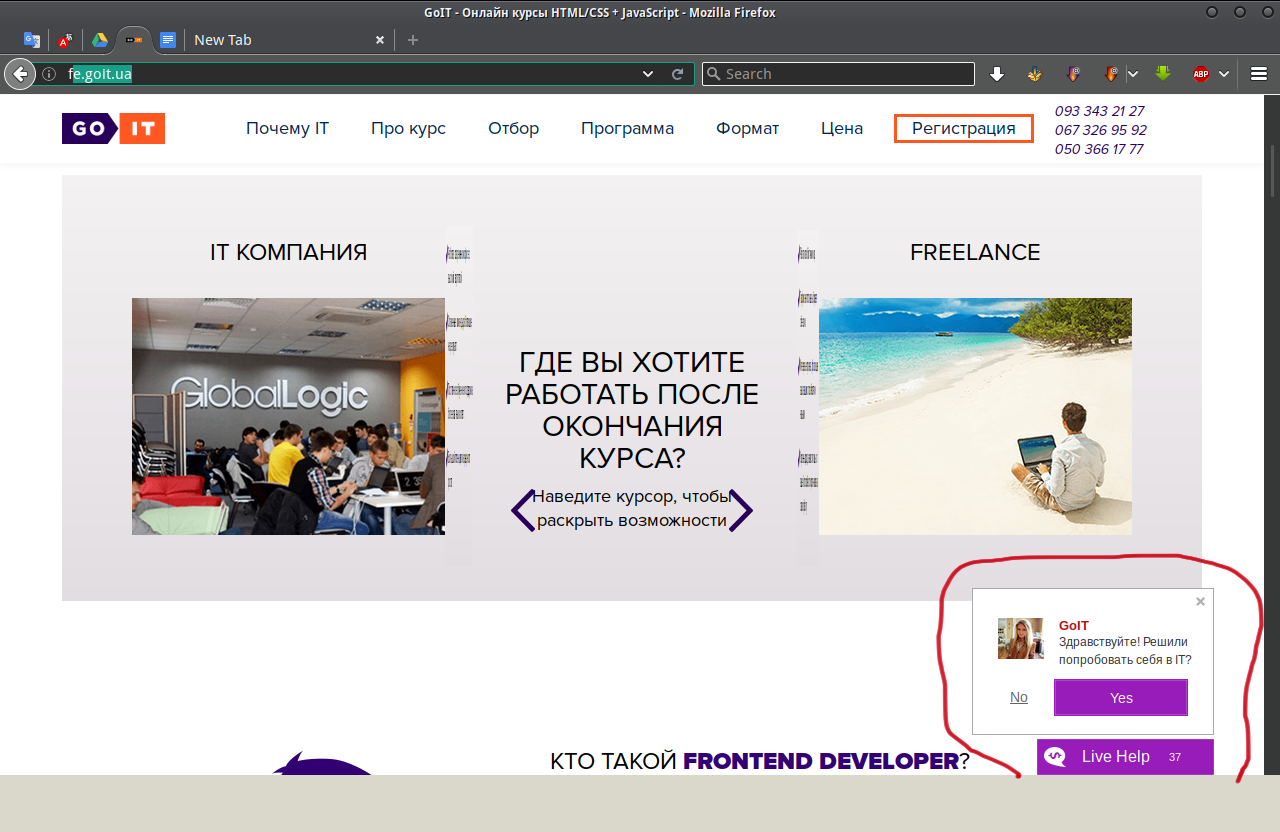 GoIT - Онлайн курсы HTML/CSS + JavaScript - Mozilla Firefox
New Tab
fe.goit.ua
Search
ABP
GO IT
Почему IT
Про курс
Отбор
Программа
Формат
Цена
Регистрация
093 343 21 27
067 326 95 92
050 366 17 77
IT КОМПАНИЯ
GlobalLogic
ГДЕ ВЫ ХОТИТЕ
РАБОТАТЬ ПОСЛЕ
ОКОНЧАНИЯ
КУРСА?
Наведите курсор, чтобы
раскрыть возможности
FREELANCE
GoIT
Здравствуйте! Решили
попробовать себя в IT?
No
Yes
Live Help 37
КТО ТАКОЙ FRONTEND DEVELOPER?